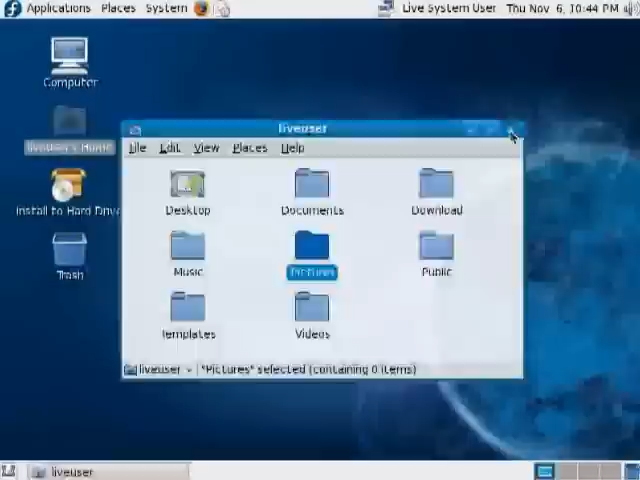 Applications Places System Live System User Thu Nov 6, 10:44 PM
Computer
liveuser's Home
Install to Hard Drive
Trash
liveuser
File Edit View Places Help
Desktop Documents Download
Music Pictures Public
Templates Videos
liveuser "Pictures" selected (containing 0 items)
liveuser